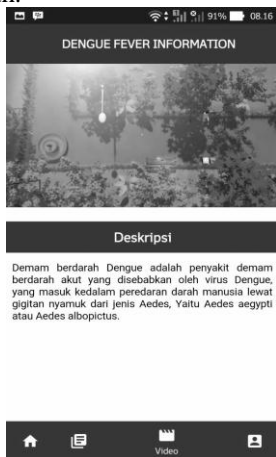 91% 08.16
DENGUE FEVER INFORMATION
Deskripsi
Demam berdarah Dengue adalah penyakit demam
berdarah akut yang disebabkan oleh virus Dengue,
yang masuk kedalam peredaran darah manusia lewat
gigitan nyamuk dari jenis Aedes, Yaitu Aedes aegypti
atau Aedes albopictus.
Video